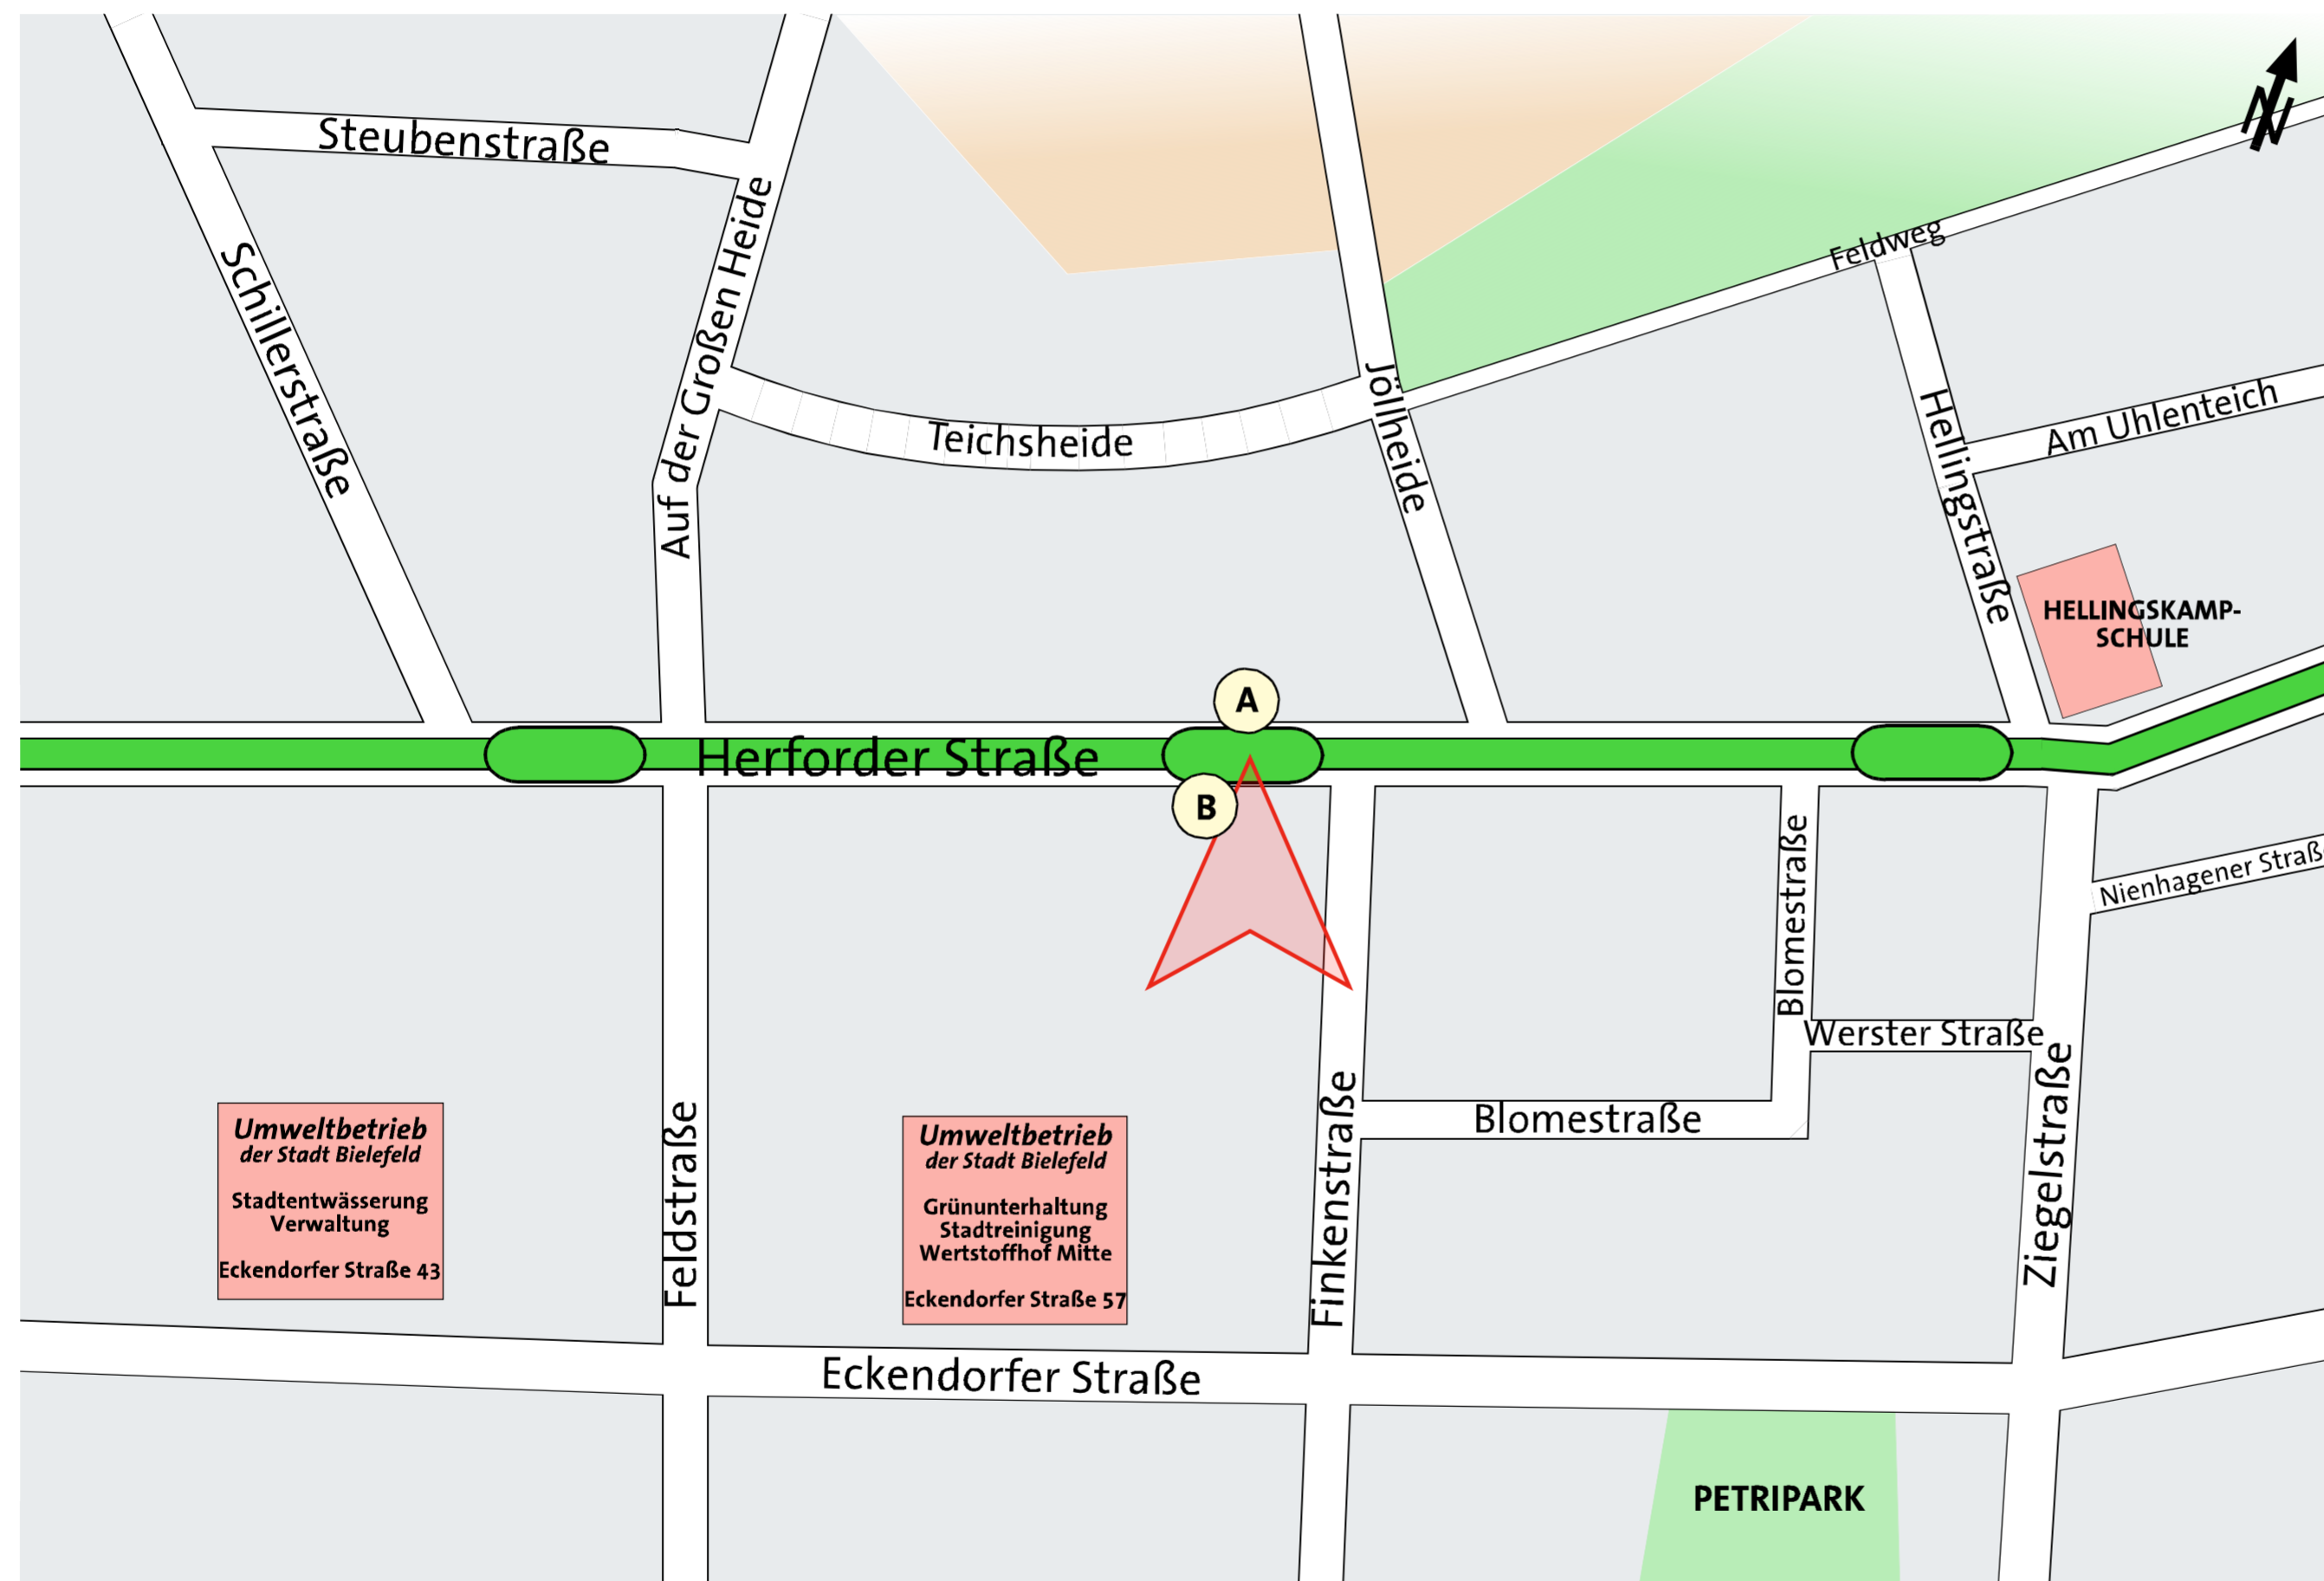 N
Steubenstraße
Schillerstraße
Auf der Großen Heide
Teichsheide
Jöllheide
Feldweg
Hellingstraße
Am Uhlenteich
HELLINGSKAMP-
SCHULE
A
Herforder Straße
B
Blomestraße
Nienhagener Straß
Werster Straße
Blomestraße
Umweltbetrieb
der Stadt Bielefeld
Stadtentwässerung
Verwaltung
Eckendorfer Straße 43
Feldstraße
Umweltbetrieb
der Stadt Bielefeld
Grünunterhaltung
Stadtreinigung
Wertstoffhof Mitte
Eckendorfer Straße 57
Finkenstraße
Ziegelstraße
Eckendorfer Straße
PETRIPARK